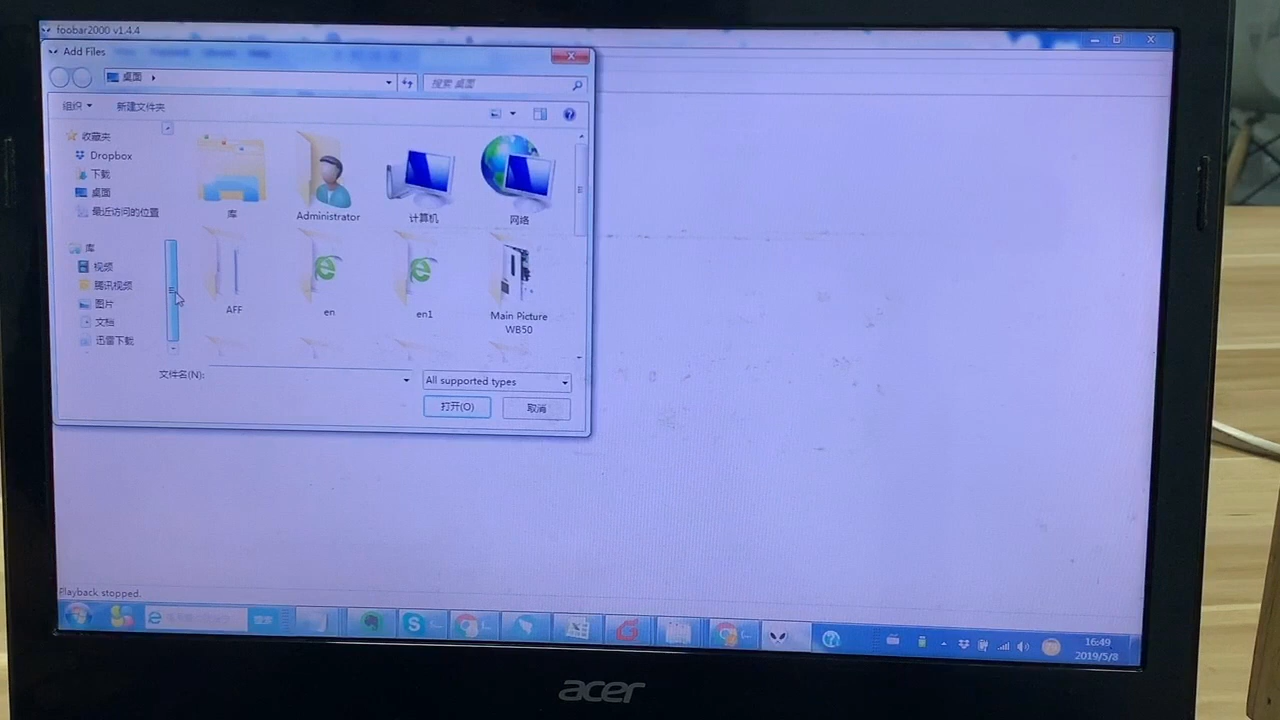 foobar2000 v1.4.4
Add Files
桌面
搜索 桌面
组织
新建文件夹
收藏夹
Dropbox
下载
桌面
最近访问的位置
库
视频
腾讯视频
图片
文档
迅雷下载
库
Administrator
计算机
网络
AFF
en
en1
Main Picture
WB50
文件名(N):
All supported types
打开(O)
取消
Playback stopped.
16:49
2019/5/8
acer